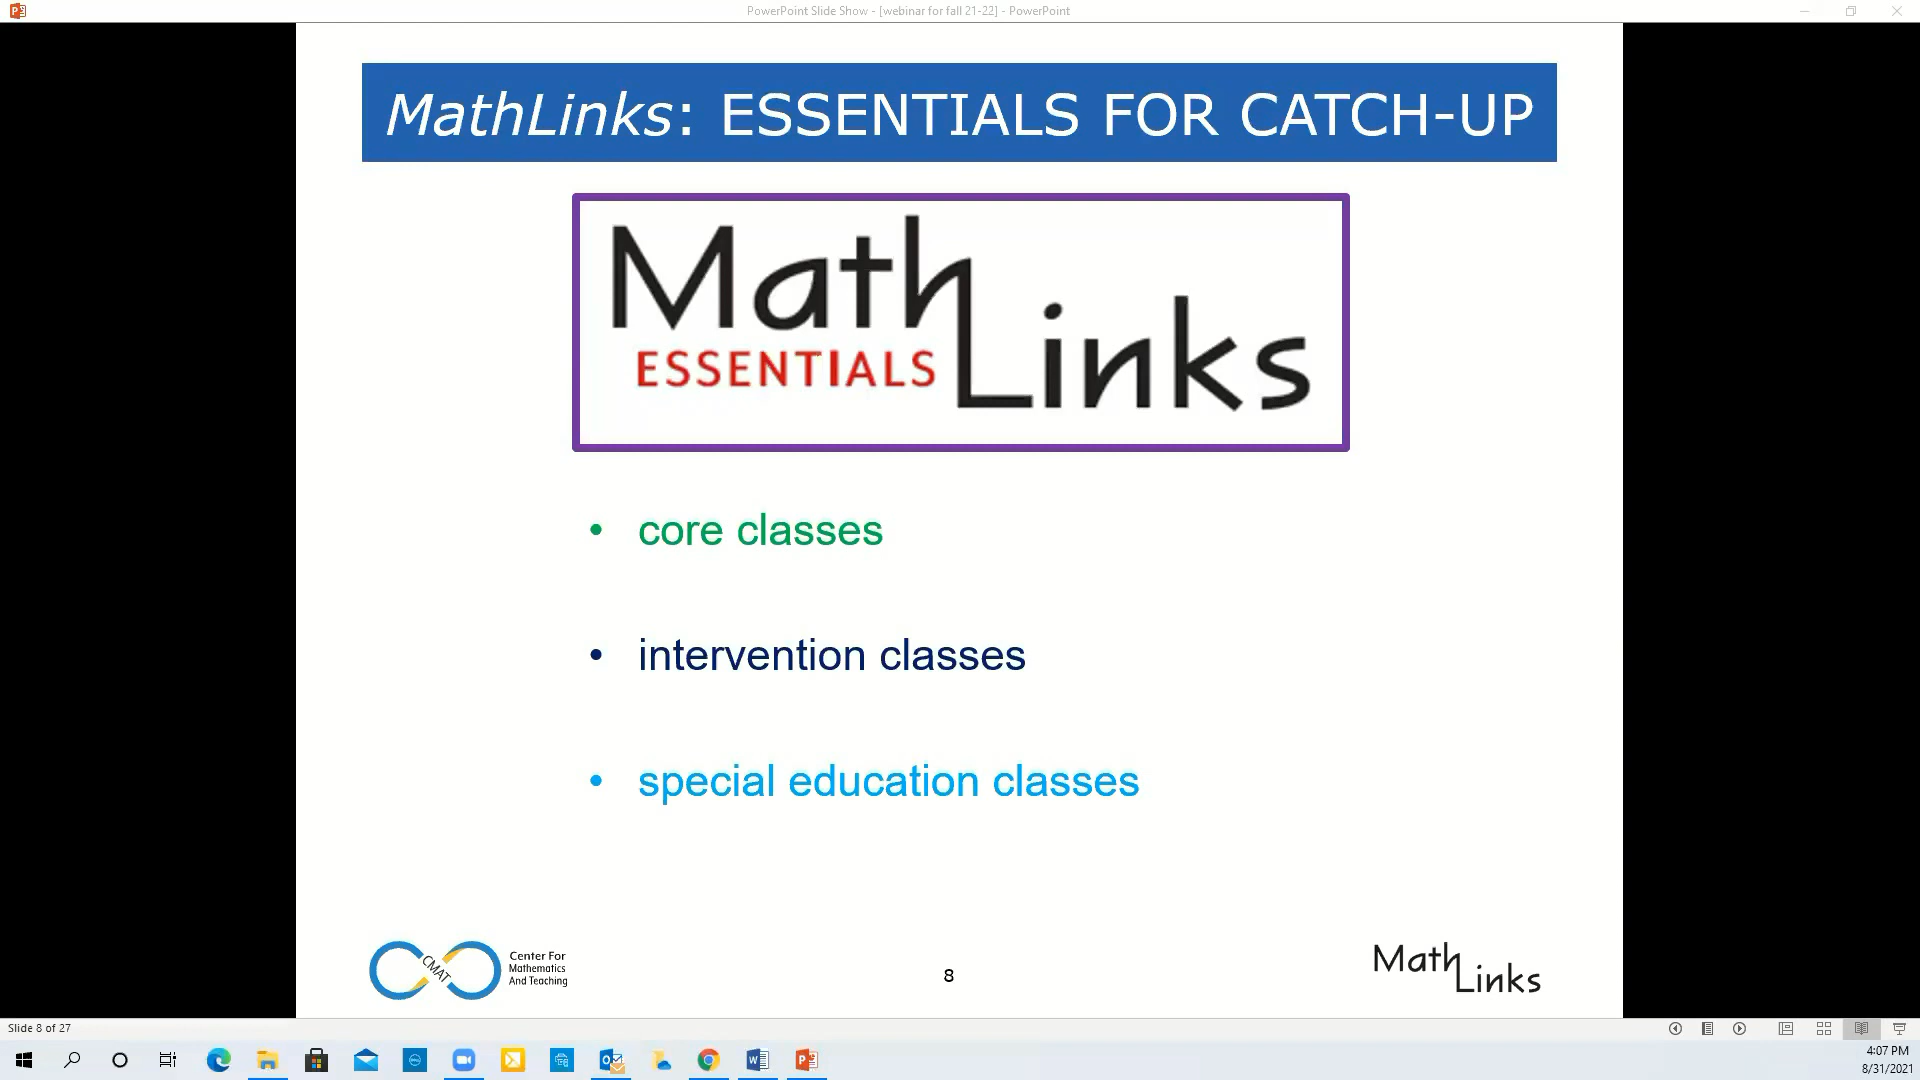 PowerPoint Slide Show - [webinar for fall 21-22] - PowerPoint
MathLinks: ESSENTIALS FOR CATCH-UP
Math
ESSENTIALS
Links
• core classes
• intervention classes
• special education classes
CMAT
Center For
Mathematics
And Teaching
8
Math
Links
Slide 8 of 27
4:07 PM
8/31/2021